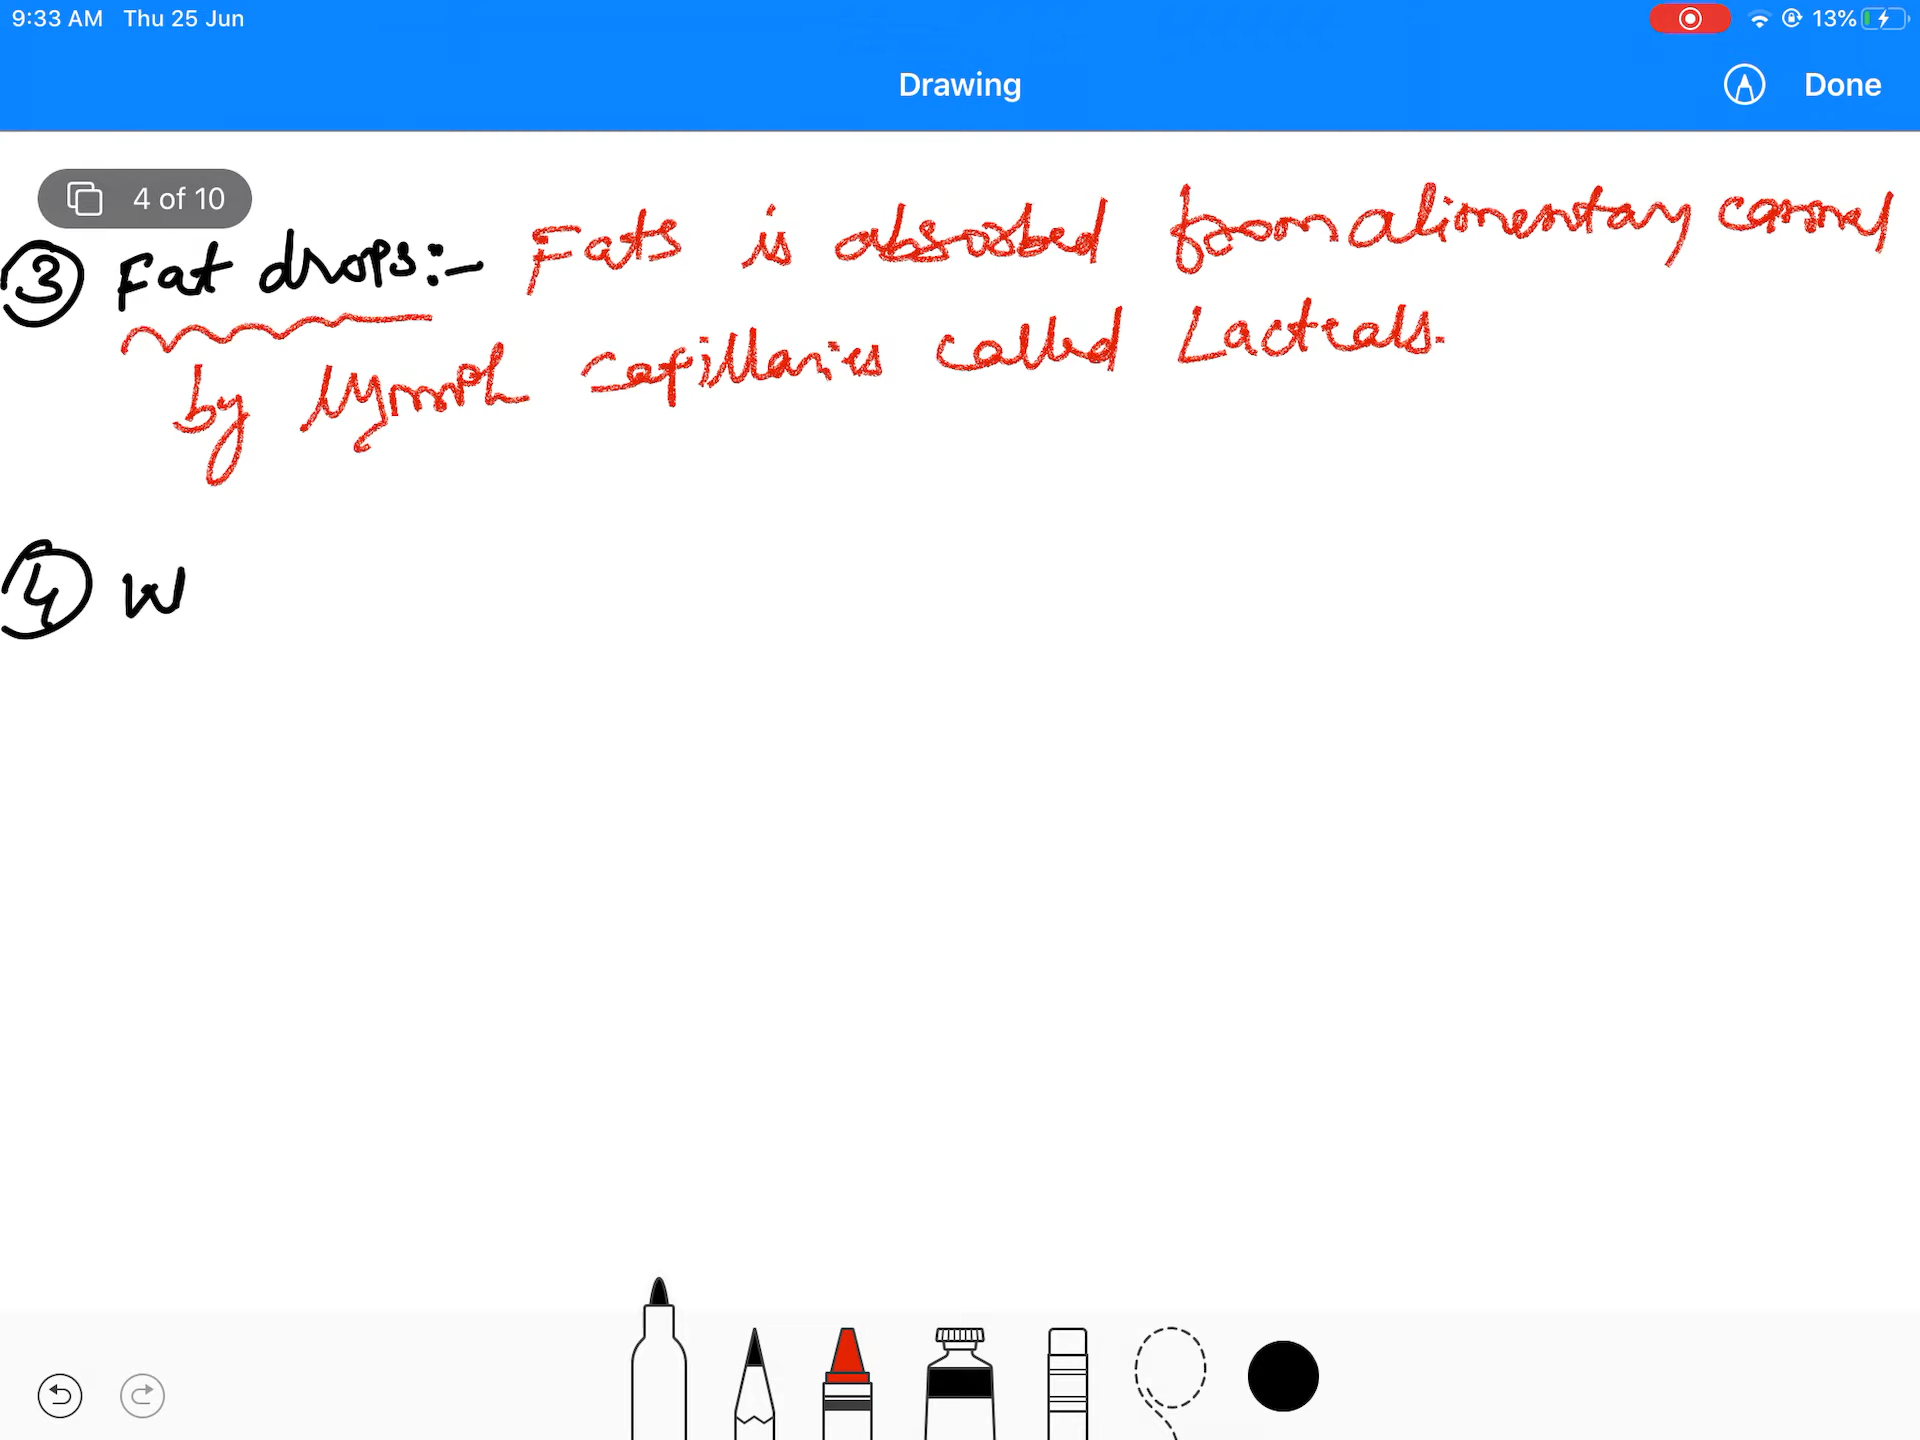 9:33 AM Thu 25 Jun 13%
Drawing Done
4 of 10
③ Fat drops:- Fats is absorbed from alimentary cannel
by lymph capillaries called Lacteals.
④ W